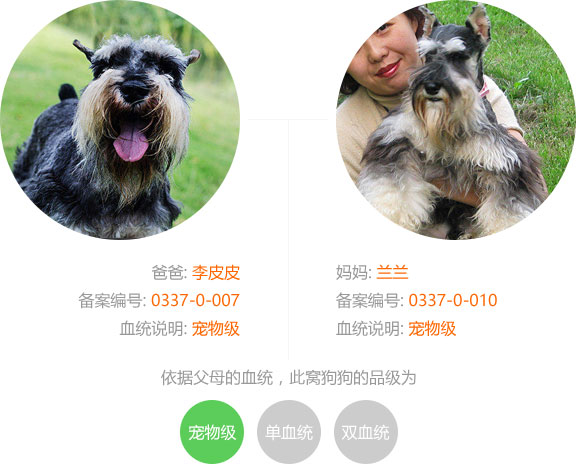 爸爸: 李皮皮
备案编号: 0337-0-007
血统说明: 宠物级
妈妈: 兰兰
备案编号: 0337-0-010
血统说明: 宠物级
依据父母的血统，此窝狗狗的品级为
宠物级 单血统 双血统